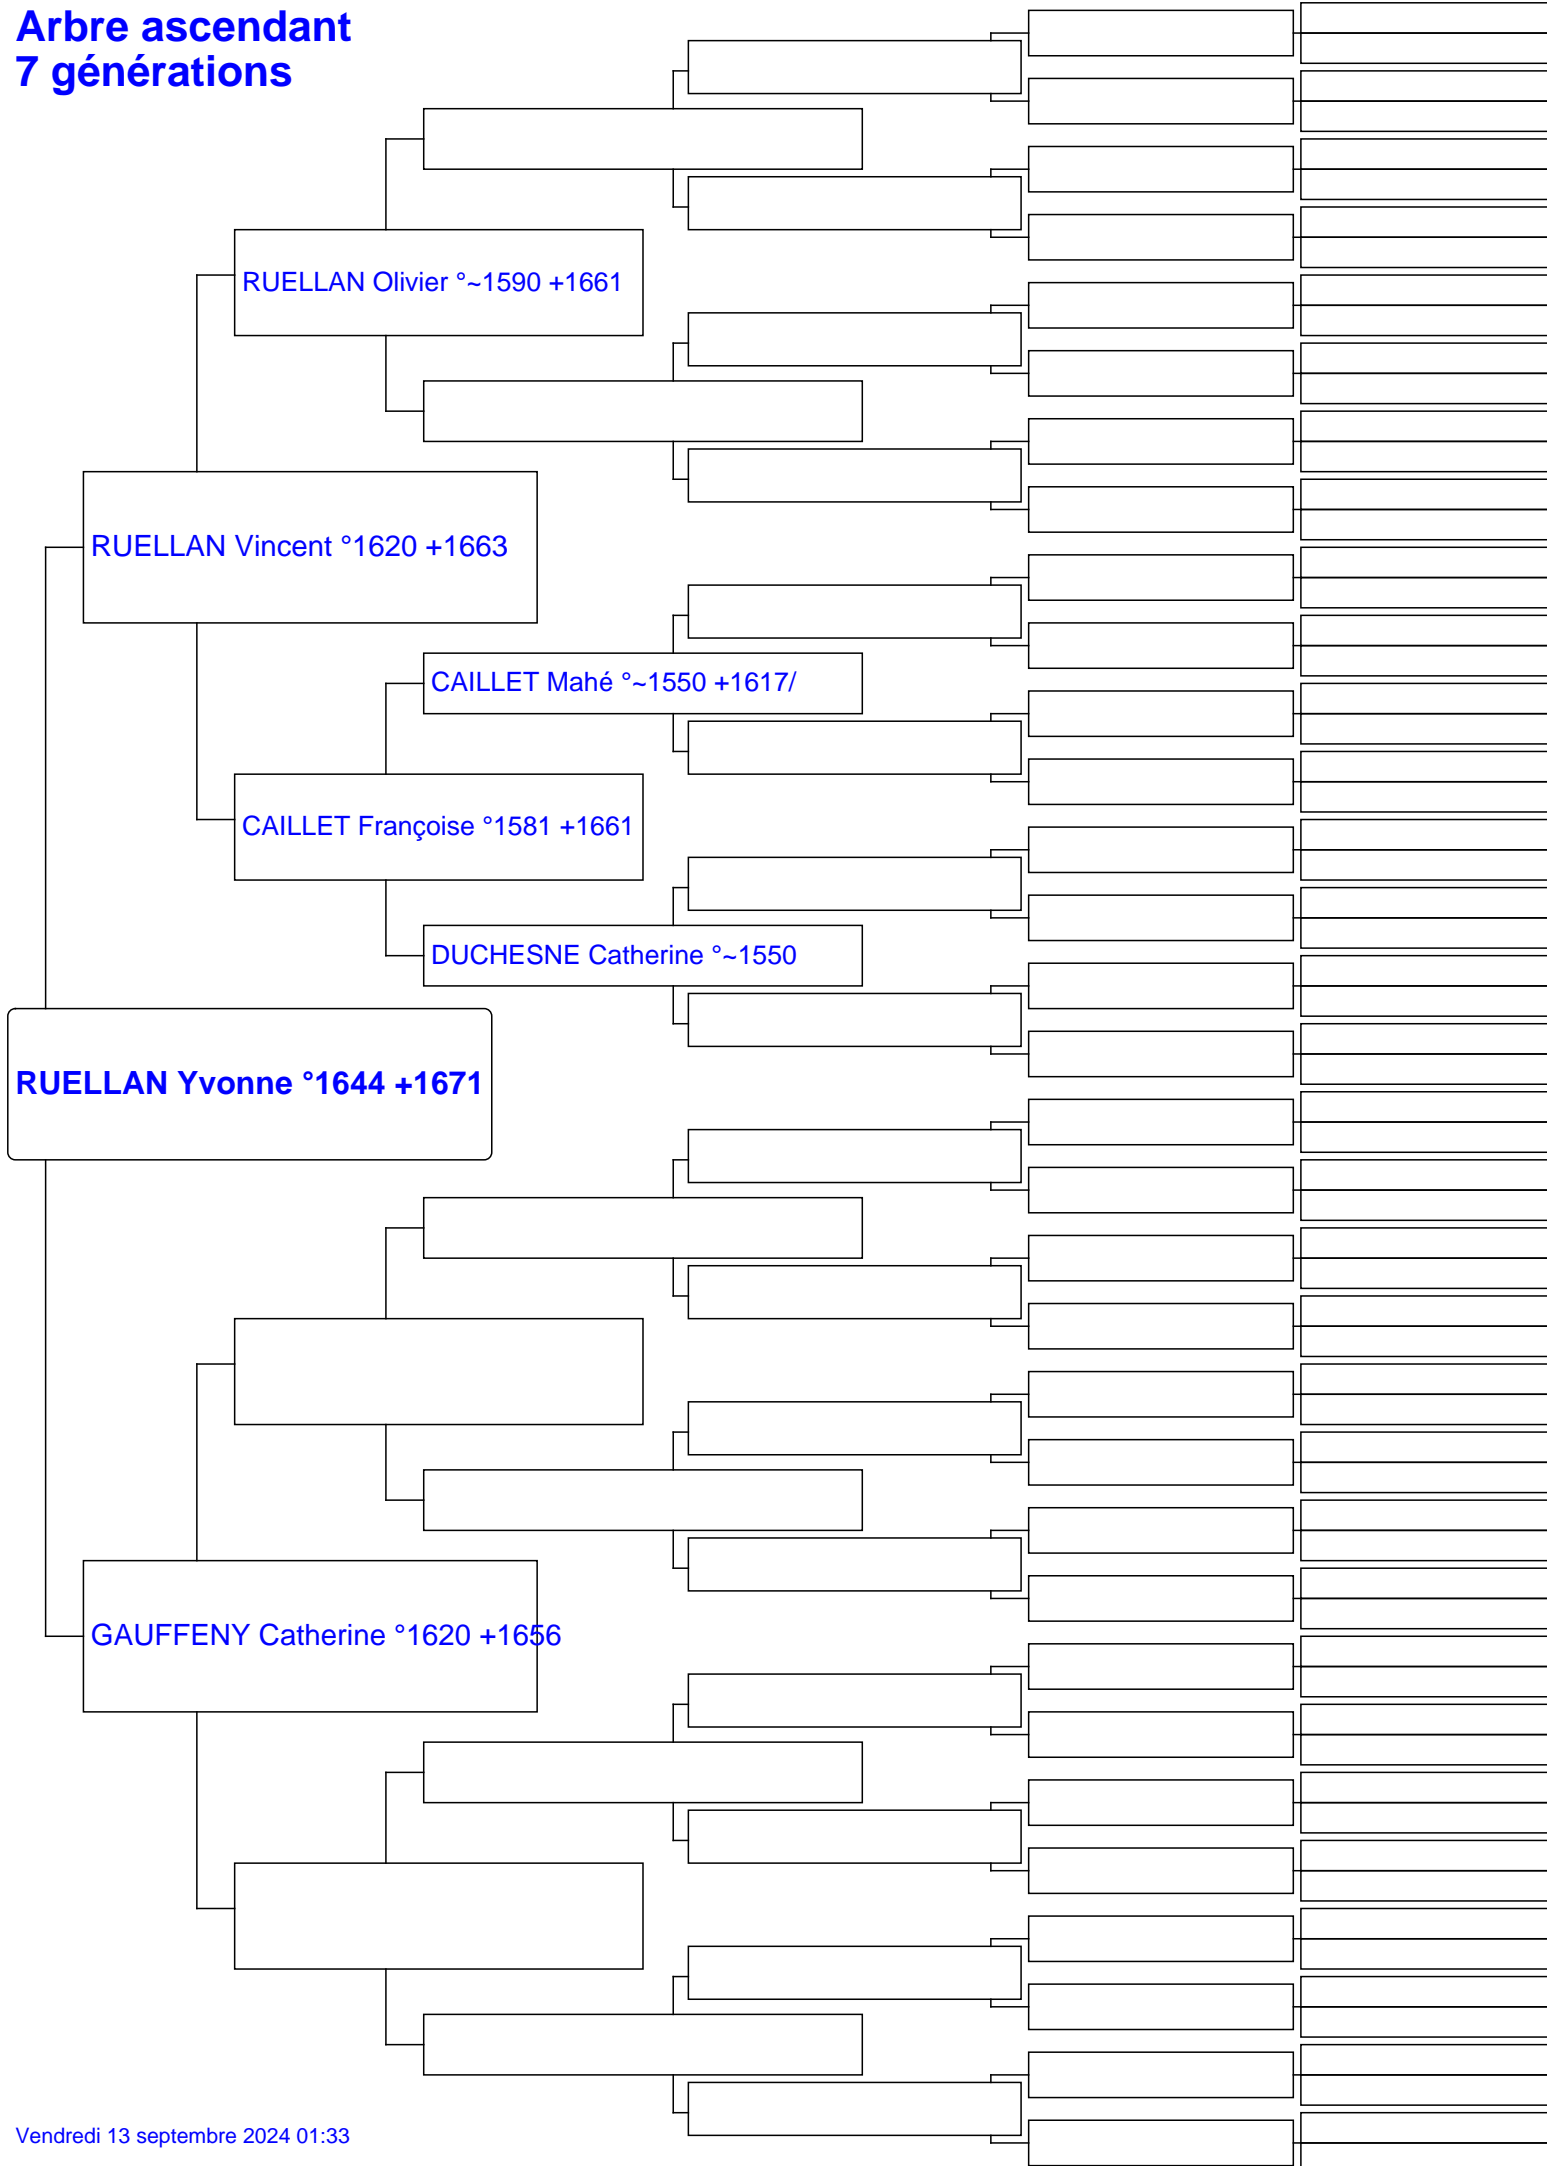 Arbre ascendant
7 générations
RUELLAN Olivier °~1590 +1661
RUELLAN Vincent °1620 +1663
CAILLET Mahé °~1550 +1617/
CAILLET Françoise °1581 +1661
DUCHESNE Catherine °~1550
RUELLAN Yvonne °1644 +1671
GAUFFENY Catherine °1620 +1656
Vendredi 13 septembre 2024 01:33